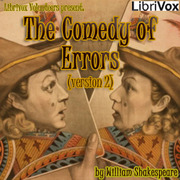 LibriVox
Librivox Volunteers present,
The Comedy of
Errors
(version 2)
by William Shakespeare